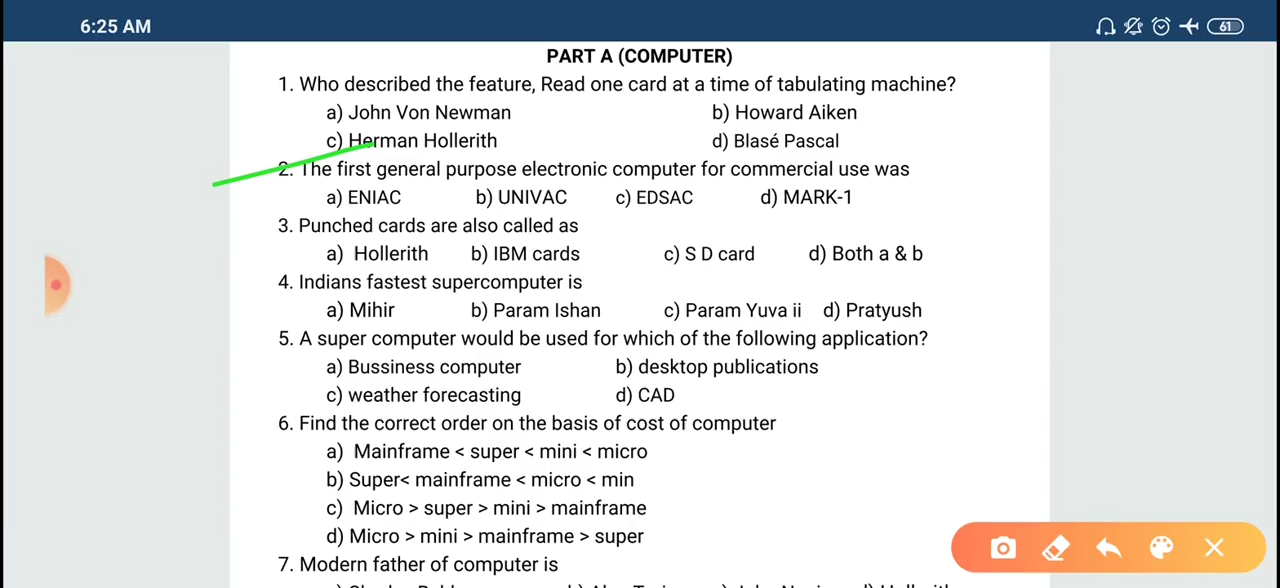 6:25 AM
61
PART A (COMPUTER)
1. Who described the feature, Read one card at a time of tabulating machine?
a) John Von Newman b) Howard Aiken
c) Herman Hollerith d) Blasé Pascal
2. The first general purpose electronic computer for commercial use was
a) ENIAC b) UNIVAC c) EDSAC d) MARK-1
3. Punched cards are also called as
a) Hollerith b) IBM cards c) S D card d) Both a & b
4. Indians fastest supercomputer is
a) Mihir b) Param Ishan c) Param Yuva ii d) Pratyush
5. A super computer would be used for which of the following application?
a) Bussiness computer b) desktop publications
c) weather forecasting d) CAD
6. Find the correct order on the basis of cost of computer
a) Mainframe < super < mini < micro
b) Super< mainframe < micro < min
c) Micro > super > mini > mainframe
d) Micro > mini > mainframe > super
7. Modern father of computer is